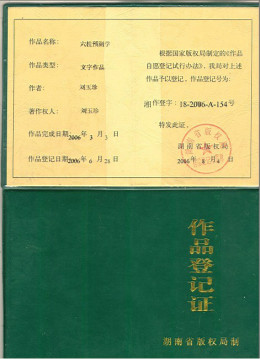 作品名称：六桂预测学
作品类型：文字作品
作者：刘玉珍
著作权人：刘玉珍
作品完成日期2006年3月3日
作品登记日期2006年6月28日
根据国家版权局制定的《作品
自愿登记试行办法》，我局对上述
作品予以登记，作品登记号为：
湘作登字：18-2006-A-154号
特发此证。
湖南省版权局
作品登记证
湖南省版权局制